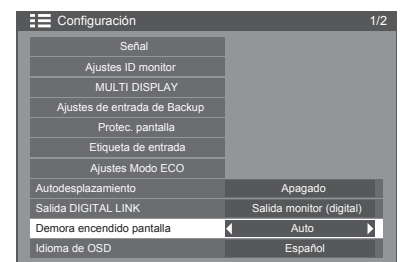 Configuración 1/2
Señal
Ajustes ID monitor
MULTI DISPLAY
Ajustes de entrada de Backup
Protec. pantalla
Etiqueta de entrada
Ajustes Modo ECO
Autodesplazamiento Apagado
Salida DIGITAL LINK Salida monitor (digital)
Demora encendido pantalla Auto
Idioma de OSD Español